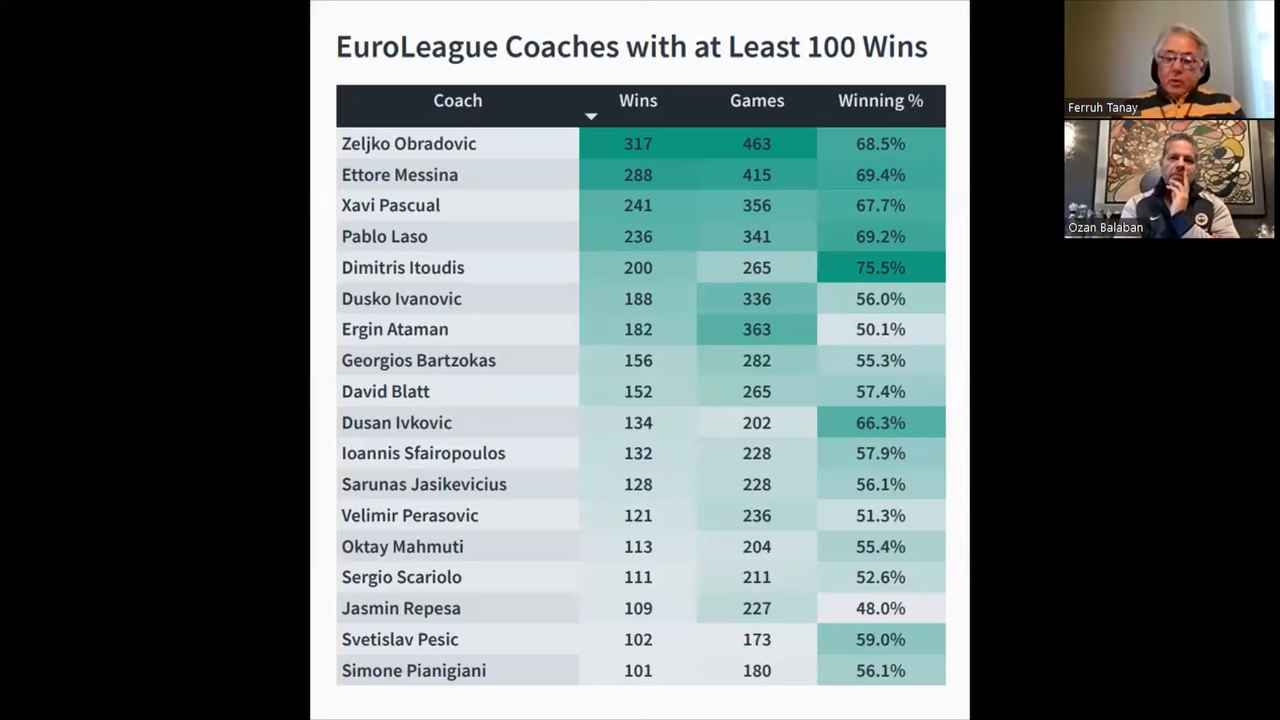 EuroLeague Coaches with at Least 100 Wins
Coach Wins Games Winning %
Zeljko Obradovic 317 463 68.5%
Ettore Messina 288 415 69.4%
Xavi Pascual 241 356 67.7%
Pablo Laso 236 341 69.2%
Dimitris Itoudis 200 265 75.5%
Dusko Ivanovic 188 336 56.0%
Ergin Ataman 182 363 50.1%
Georgios Bartzokas 156 282 55.3%
David Blatt 152 265 57.4%
Dusan Ivkovic 134 202 66.3%
Ioannis Sfairopoulos 132 228 57.9%
Sarunas Jasikevicius 128 228 56.1%
Velimir Perasovic 121 236 51.3%
Oktay Mahmuti 113 204 55.4%
Sergio Scariolo 111 211 52.6%
Jasmin Repesa 109 227 48.0%
Svetislav Pesic 102 173 59.0%
Simone Pianigiani 101 180 56.1%
Ferruh Tanay
Ozan Balaban